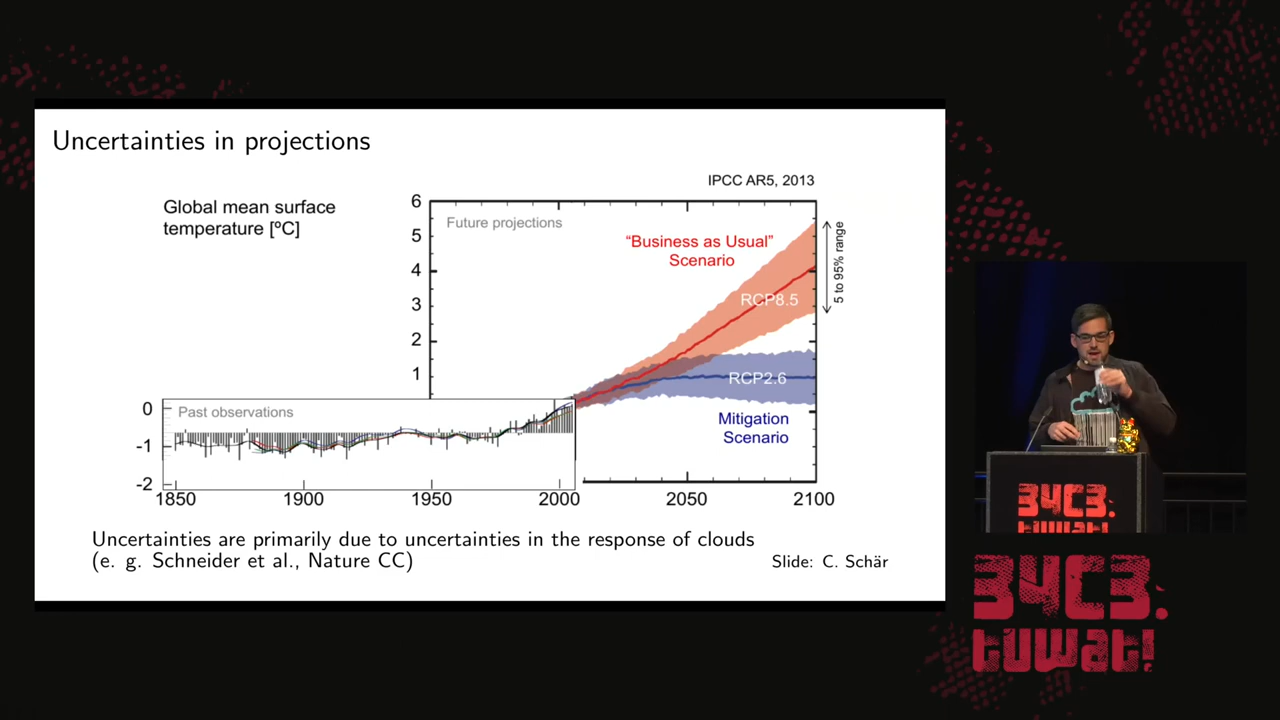 Uncertainties in projections
IPCC AR5, 2013
Global mean surface
temperature [ºC]
6
5
4
3
2
1
0
-1
-2
Future projections
"Business as Usual"
Scenario
RCP8.5
5 to 95% range
RCP2.6
Mitigation
Scenario
Past observations
1850
1900
1950
2000
2050
2100
Uncertainties are primarily due to uncertainties in the response of clouds
(e. g. Schneider et al., Nature CC)
Slide: C. Schär
34C3.
tuwat!
34C3.
tuwat!